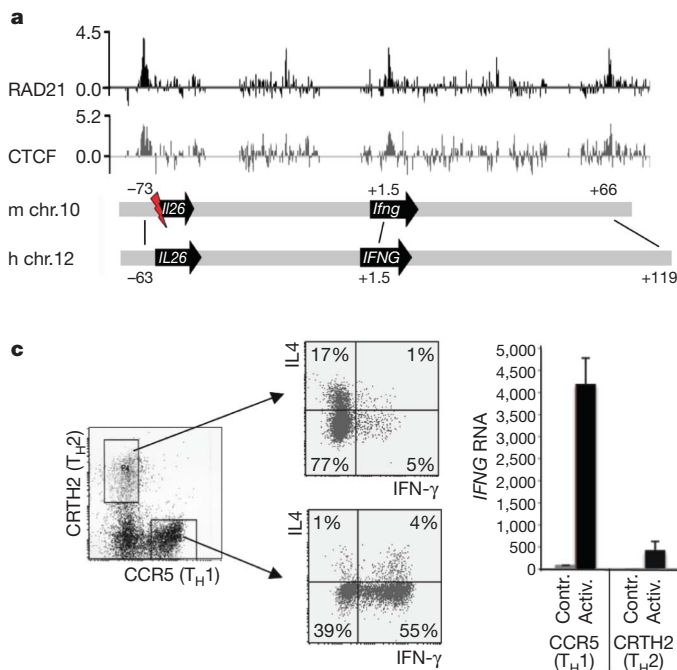 a
4.5
RAD21 0.0
5.2
CTCF 0.0
–73 +1.5 +66
m chr.10 Il26 Ifng
h chr.12 IL26 IFNG
–63 +1.5 +119
c
CRTH2 (TH2)
CCR5 (TH1)
IL4
17% 1%
77% 5%
IFN-γ
IL4
1% 4%
39% 55%
IFN-γ
IFNG RNA
5,000
4,500
4,000
3,500
3,000
2,500
2,000
1,500
1,000
500
0
Contr. Activ. Contr. Activ.
CCR5 CRTH2
(TH1) (TH2)